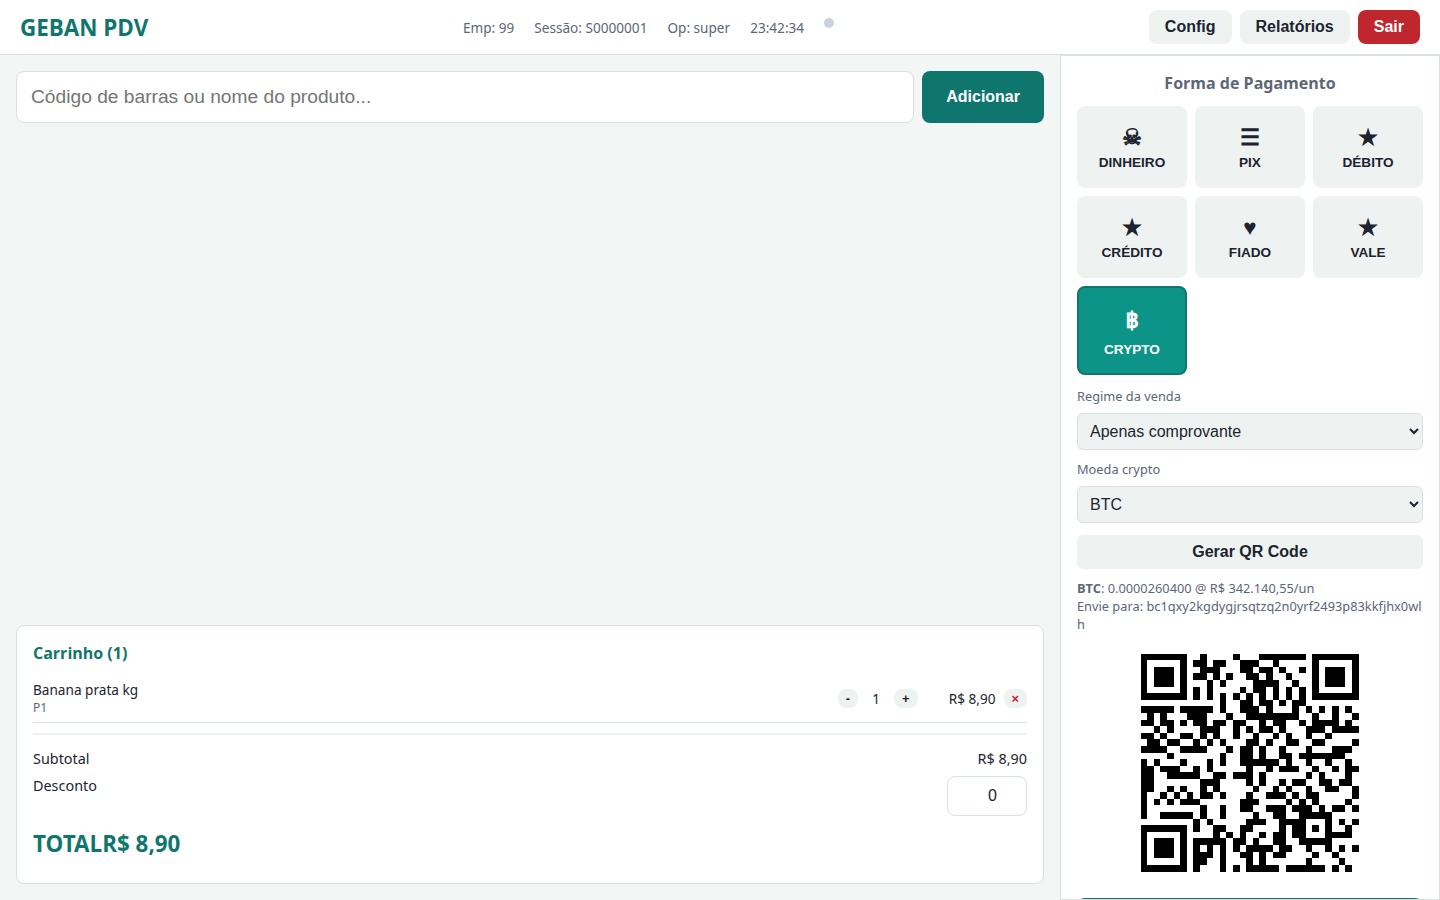 GEBAN PDV
Emp: 99 Sessão: S0000001 Op: super 23:42:34
Config Relatórios Sair
Código de barras ou nome do produto...
Adicionar
Carrinho (1)
Banana prata kg
P1
- 1 + R$ 8,90 ×
Subtotal R$ 8,90
Desconto 0
TOTALR$ 8,90
Forma de Pagamento
☠ ☰ ★
DINHEIRO PIX DÉBITO
★ ♥ ★
CRÉDITO FIADO VALE
฿
CRYPTO
Regime da venda
Apenas comprovante
Moeda crypto
BTC
Gerar QR Code
BTC: 0.0000260400 @ R$ 342.140,55/un
Envie para: bc1qxy2kgdygjrsqtzq2n0yrf2493p83kkfjhx0wl
h